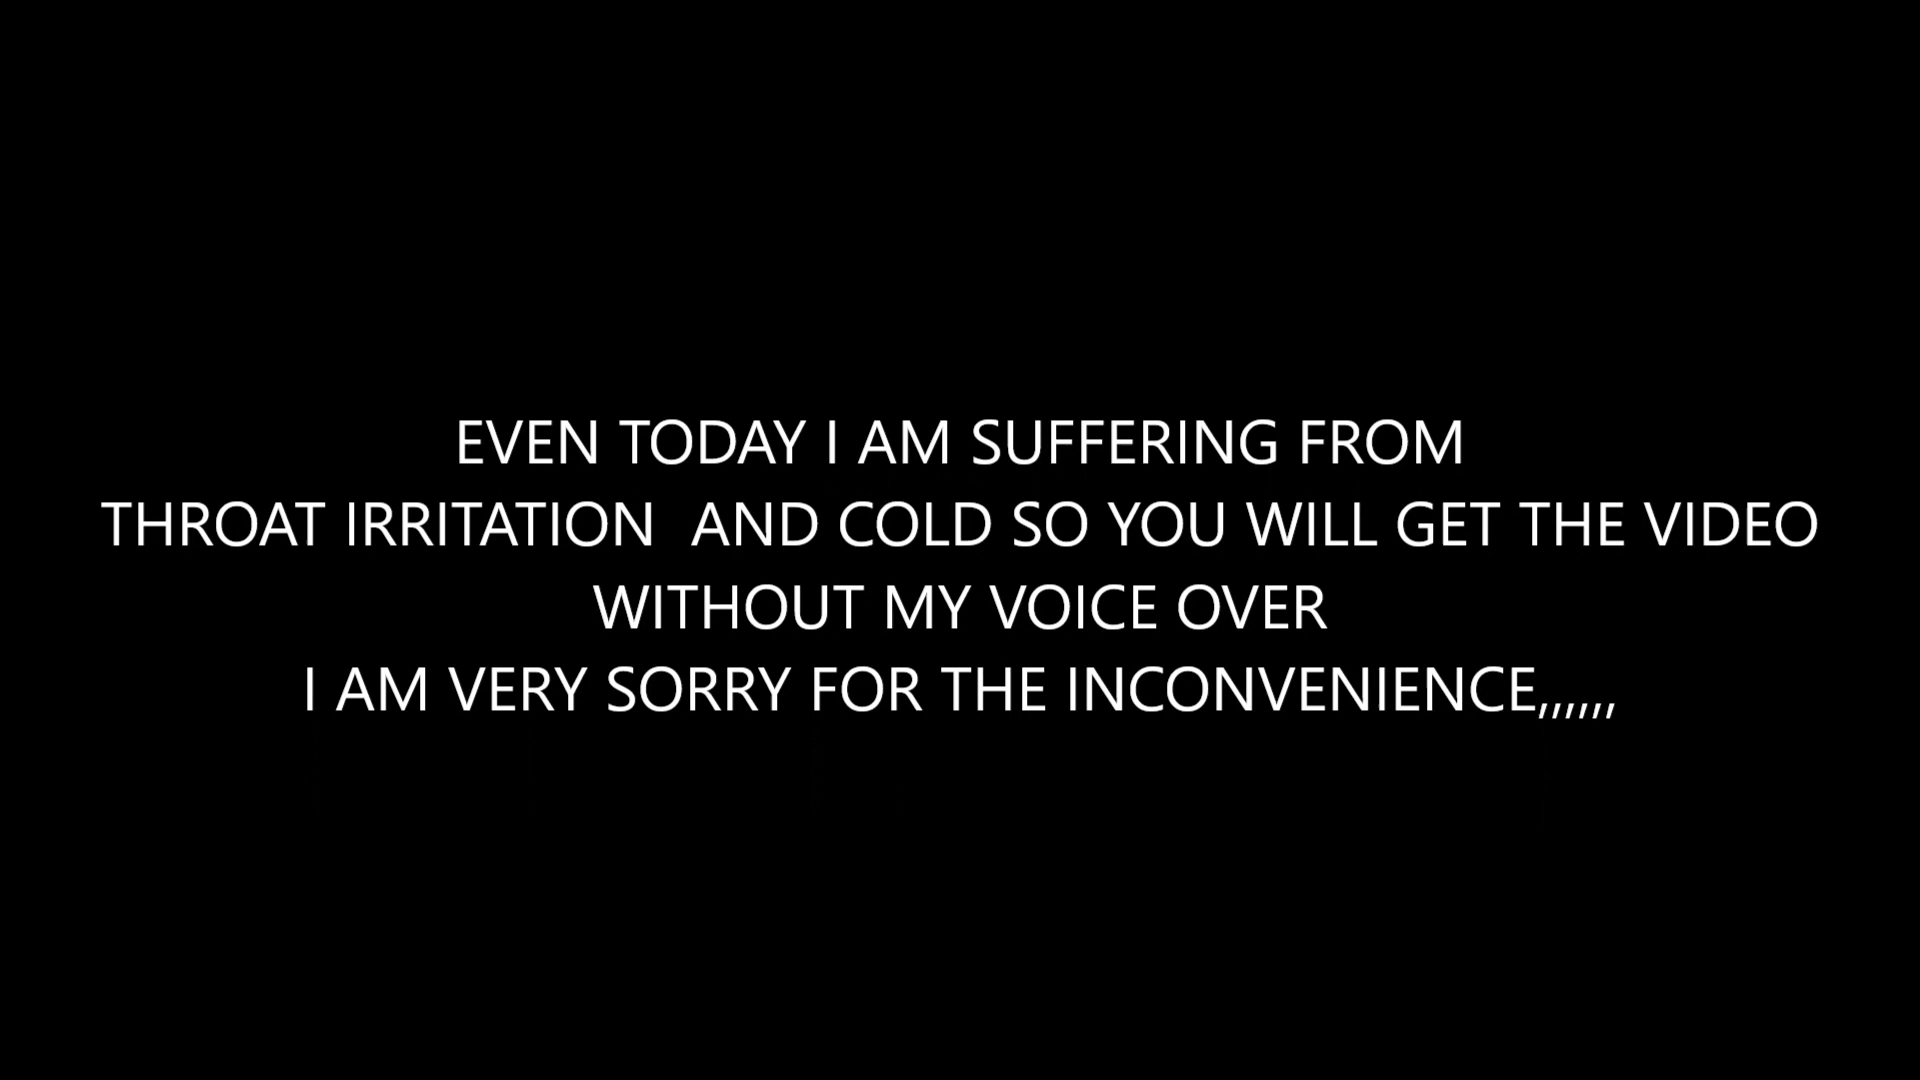 EVEN TODAY I AM SUFFERING FROM
THROAT IRRITATION  AND COLD SO YOU WILL GET THE VIDEO
WITHOUT MY VOICE OVER
I AM VERY SORRY FOR THE INCONVENIENCE,,,,,,